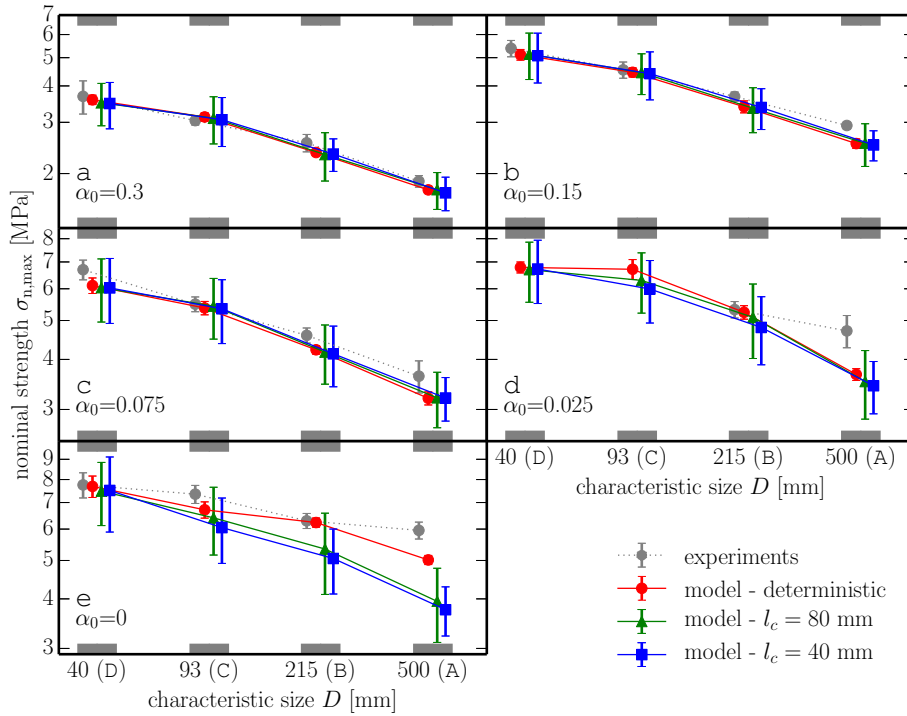 nominal strength σn,max [MPa]
7
6
5
4
3
2
a
α0=0.3
b
α0=0.15
8
7
6
5
4
3
c
α0=0.075
d
α0=0.025
9
8
7
6
5
4
3
e
α0=0
40 (D) 93 (C) 215 (B) 500 (A)
characteristic size D [mm]
40 (D) 93 (C) 215 (B) 500 (A)
characteristic size D [mm]
experiments
model - deterministic
model - lc = 80 mm
model - lc = 40 mm